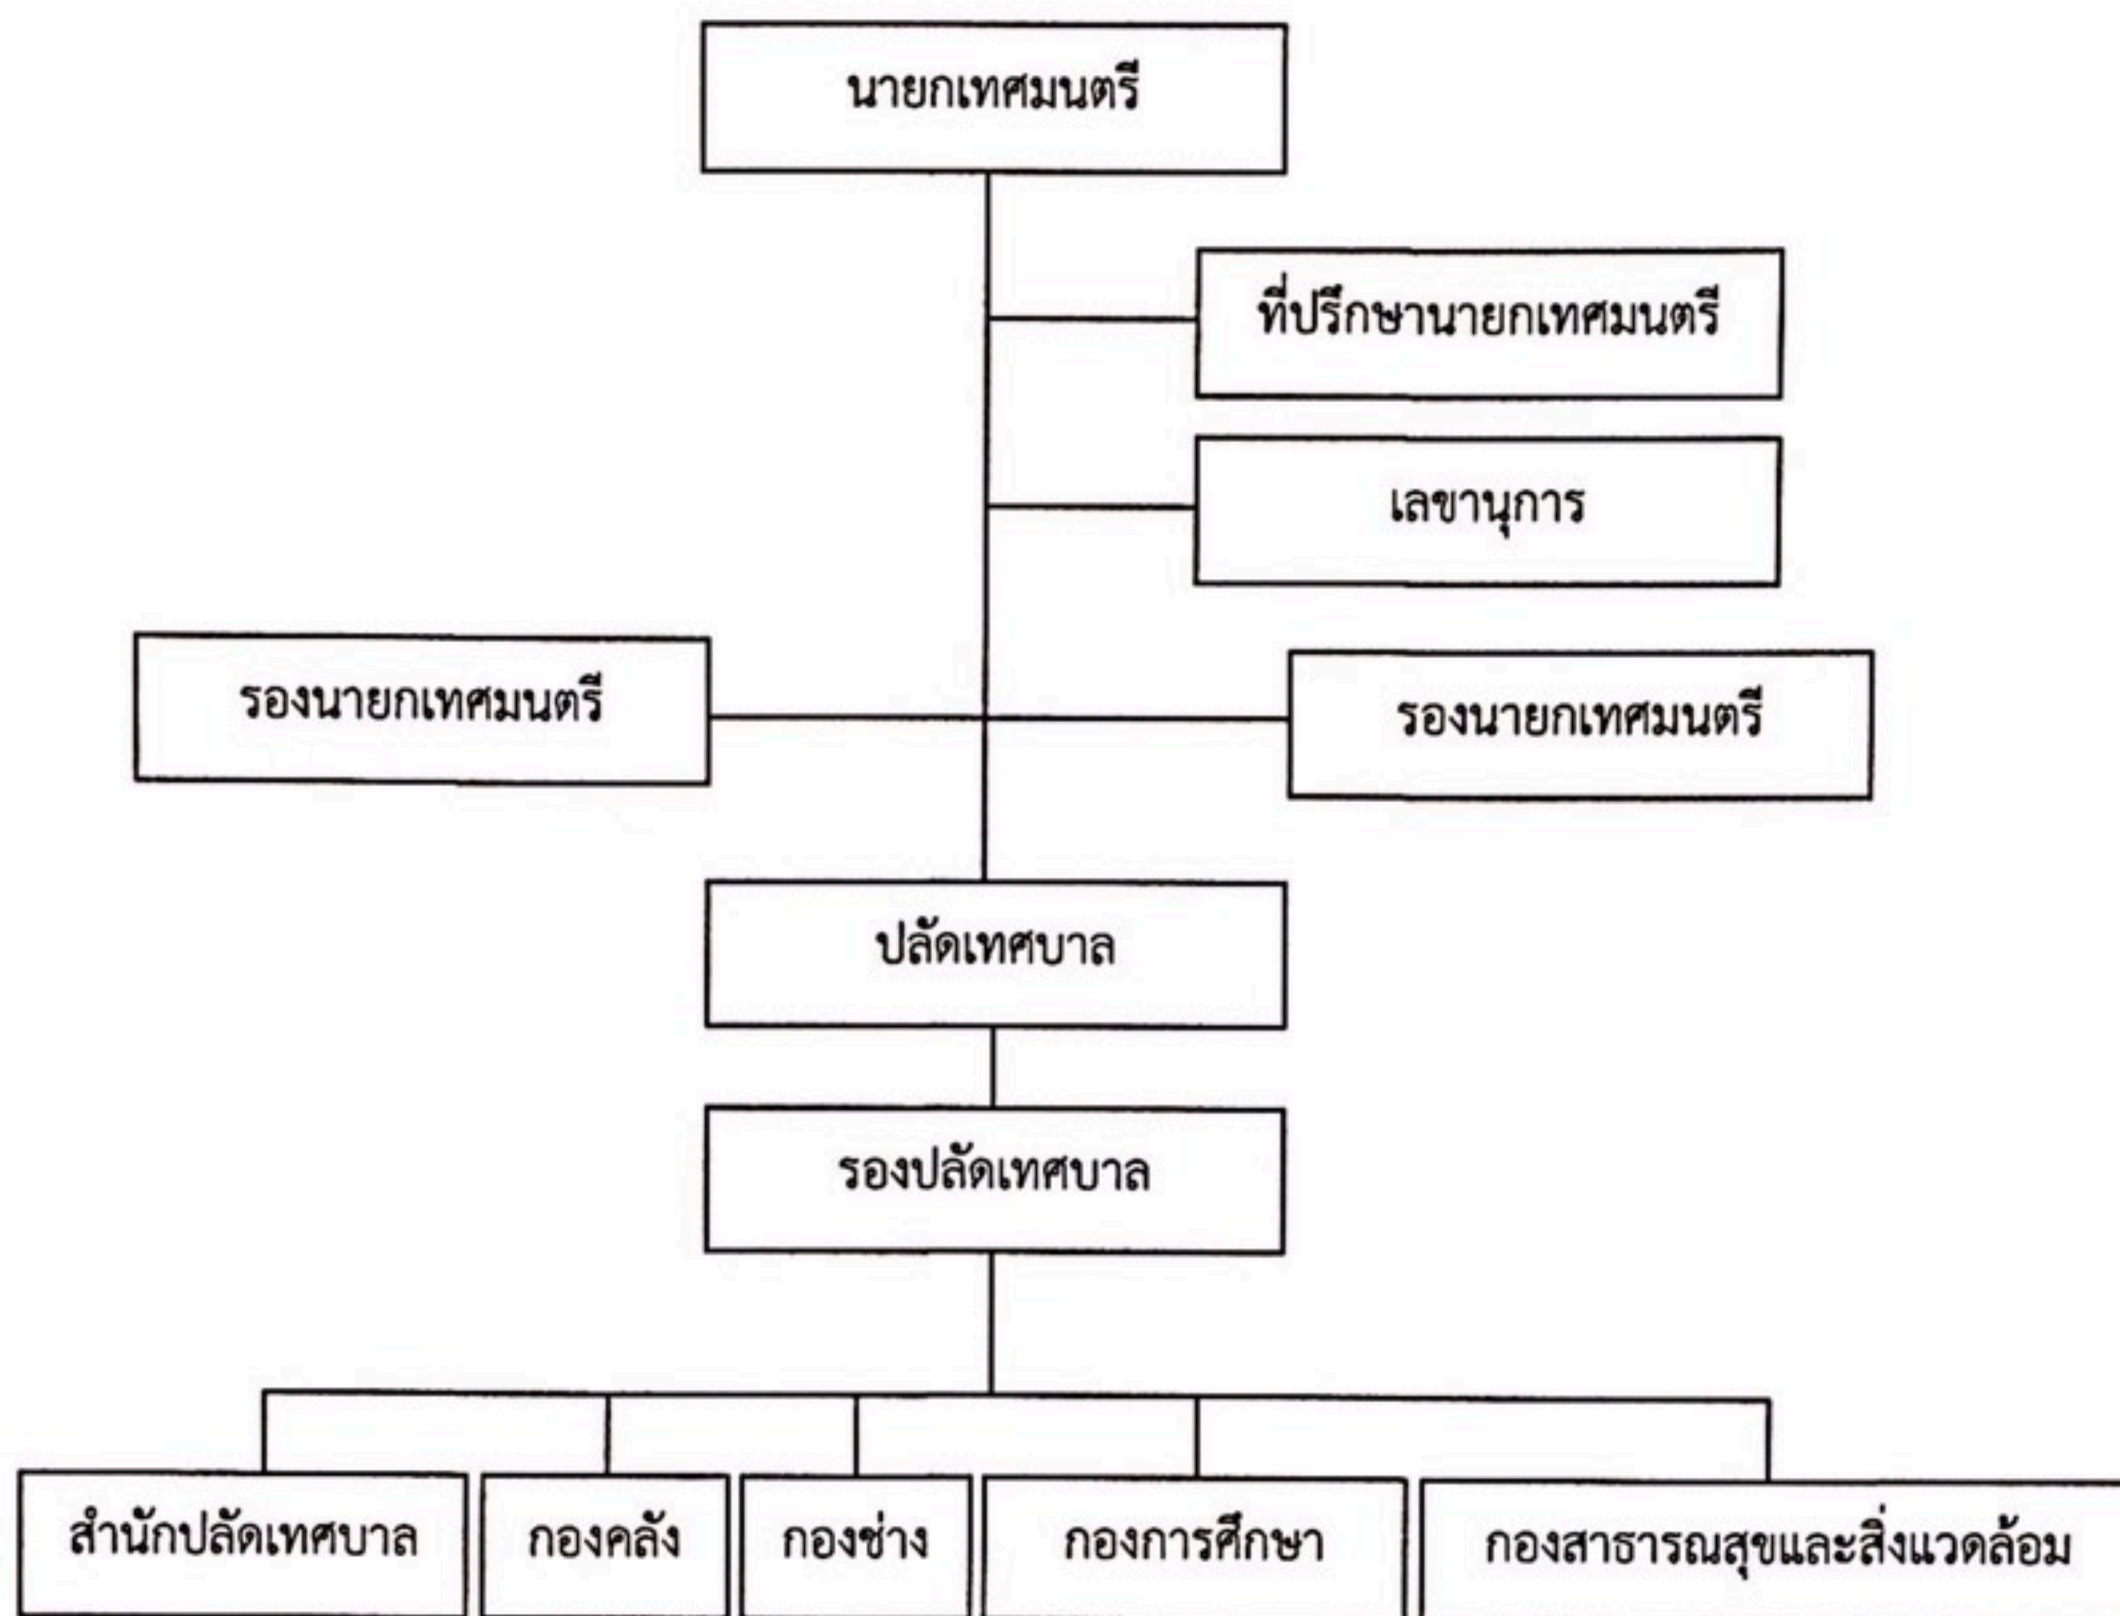 นายกเทศมนตรี
ที่ปรึกษานายกเทศมนตรี
เลขานุการ
รองนายกเทศมนตรี
รองนายกเทศมนตรี
ปลัดเทศบาล
รองปลัดเทศบาล
สำนักปลัดเทศบาล
กองคลัง
กองช่าง
กองการศึกษา
กองสาธารณสุขและสิ่งแวดล้อม